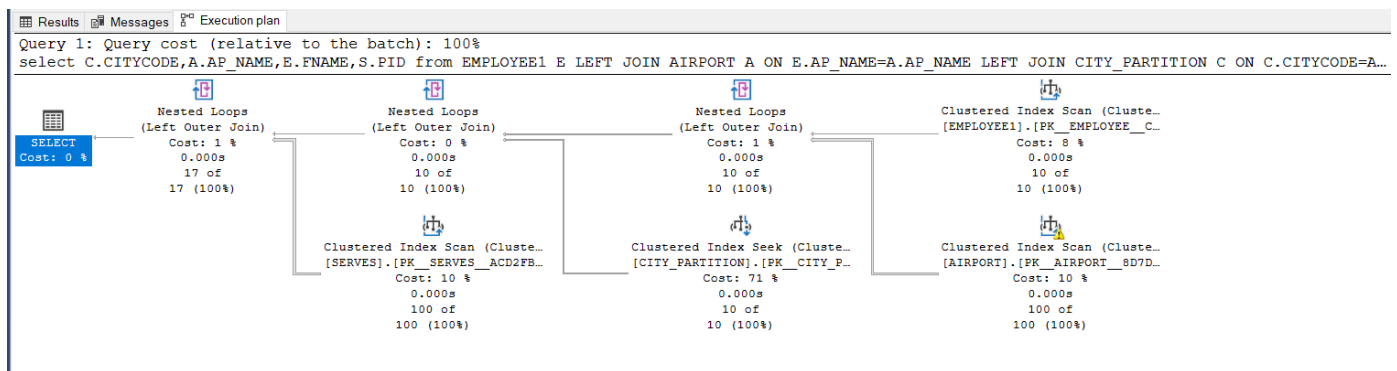 Results Messages Execution plan
Query 1: Query cost (relative to the batch): 100%
select C.CITYCODE,A.AP_NAME,E.FNAME,S.PID from EMPLOYEE1 E LEFT JOIN AIRPORT A ON E.AP_NAME=A.AP_NAME LEFT JOIN CITY_PARTITION C ON C.CITYCODE=A…
SELECT
Cost: 0 %
Nested Loops
(Left Outer Join)
Cost: 1 %
0.000s
17 of
17 (100%)
Nested Loops
(Left Outer Join)
Cost: 0 %
0.000s
10 of
10 (100%)
Nested Loops
(Left Outer Join)
Cost: 1 %
0.000s
10 of
10 (100%)
Clustered Index Scan (Cluste…
[EMPLOYEE1].[PK__EMPLOYEE__C…
Cost: 8 %
0.000s
10 of
10 (100%)
Clustered Index Scan (Cluste…
[SERVES].[PK__SERVES__ACD2FB…
Cost: 10 %
0.000s
100 of
100 (100%)
Clustered Index Seek (Cluste…
[CITY_PARTITION].[PK__CITY_P…
Cost: 71 %
0.000s
10 of
10 (100%)
Clustered Index Scan (Cluste…
[AIRPORT].[PK__AIRPORT__8D7D…
Cost: 10 %
0.000s
100 of
100 (100%)